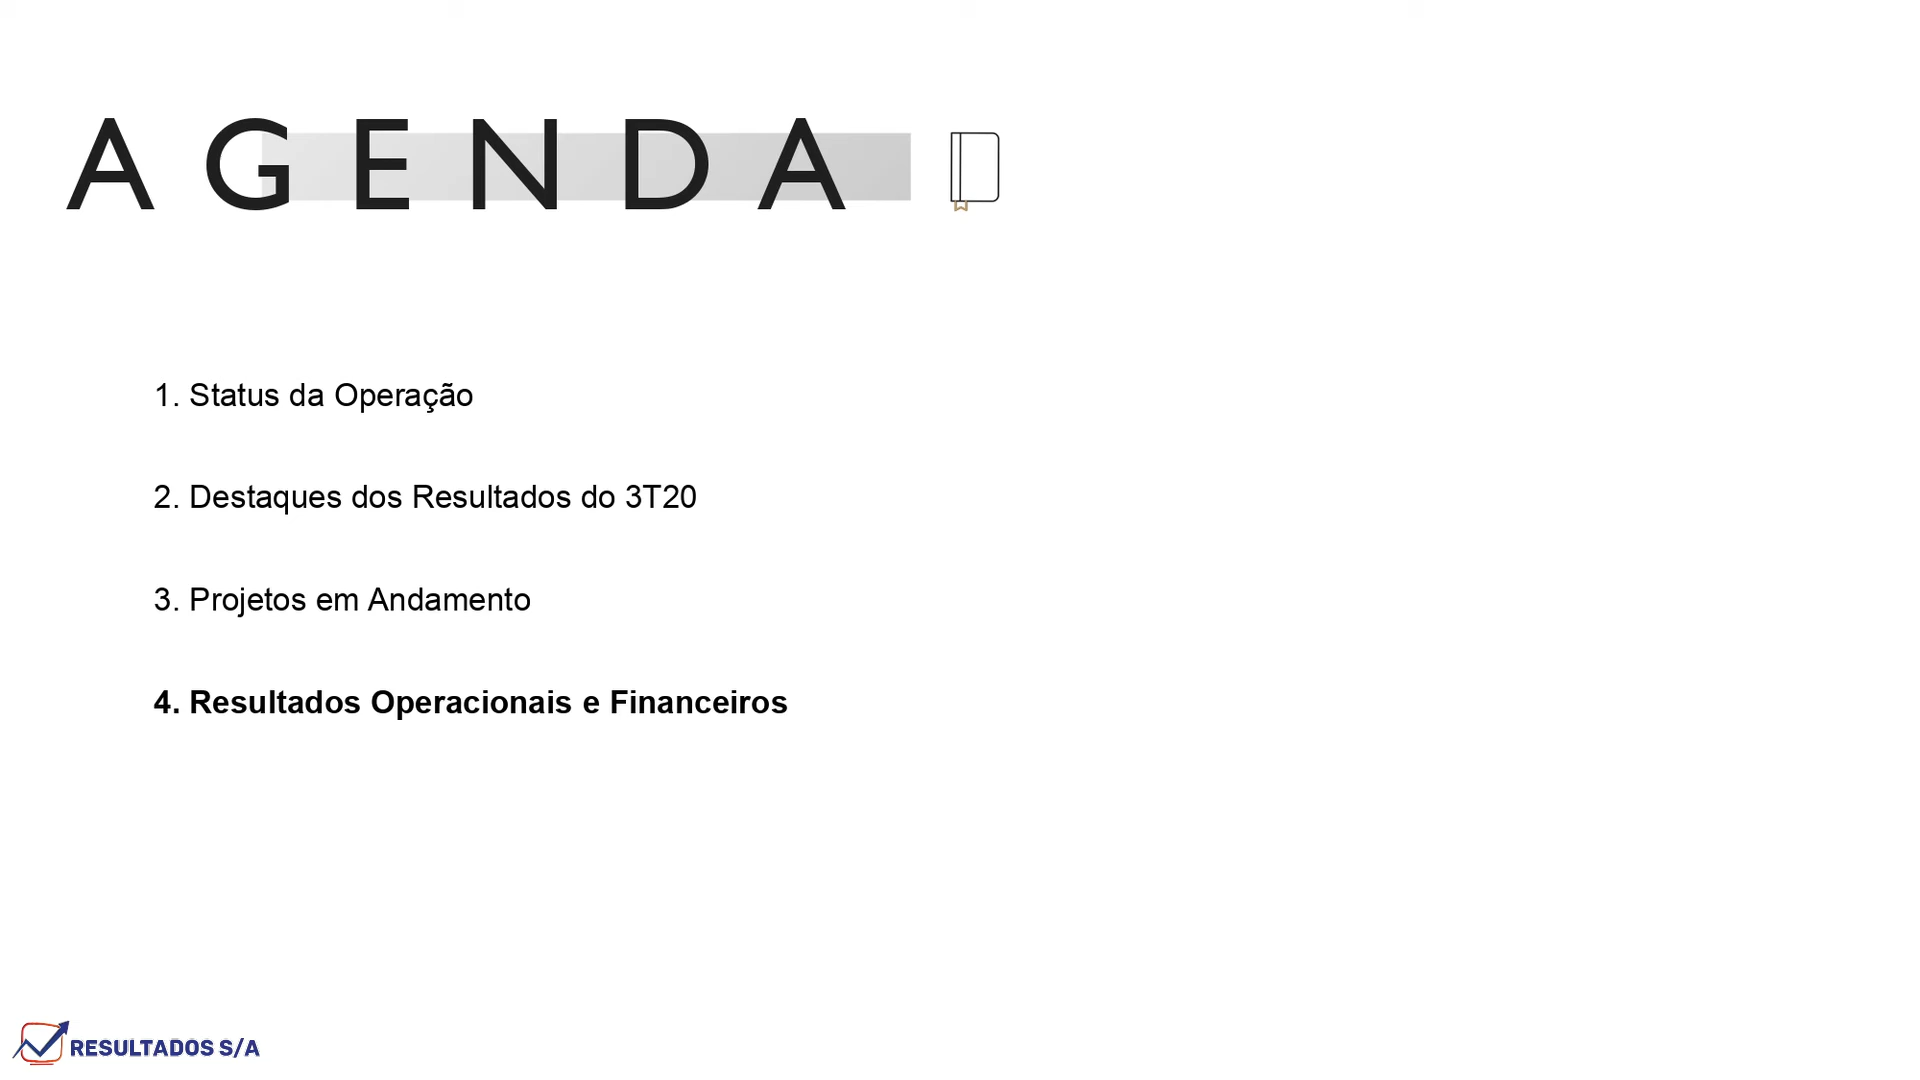 AGENDA
1. Status da Operação
2. Destaques dos Resultados do 3T20
3. Projetos em Andamento
4. Resultados Operacionais e Financeiros
RESULTADOS S/A